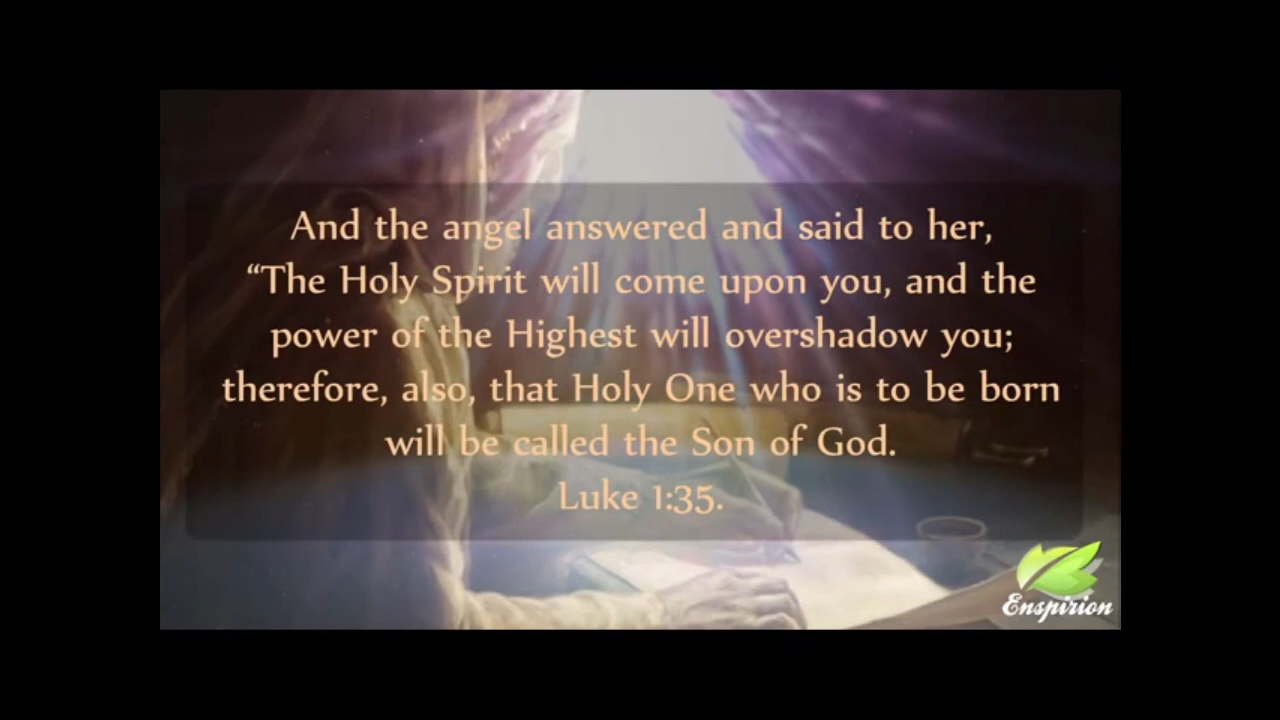 And the angel answered and said to her,
“The Holy Spirit will come upon you, and the
power of the Highest will overshadow you;
therefore, also, that Holy One who is to be born
will be called the Son of God.
Luke 1:35.
Enspirion